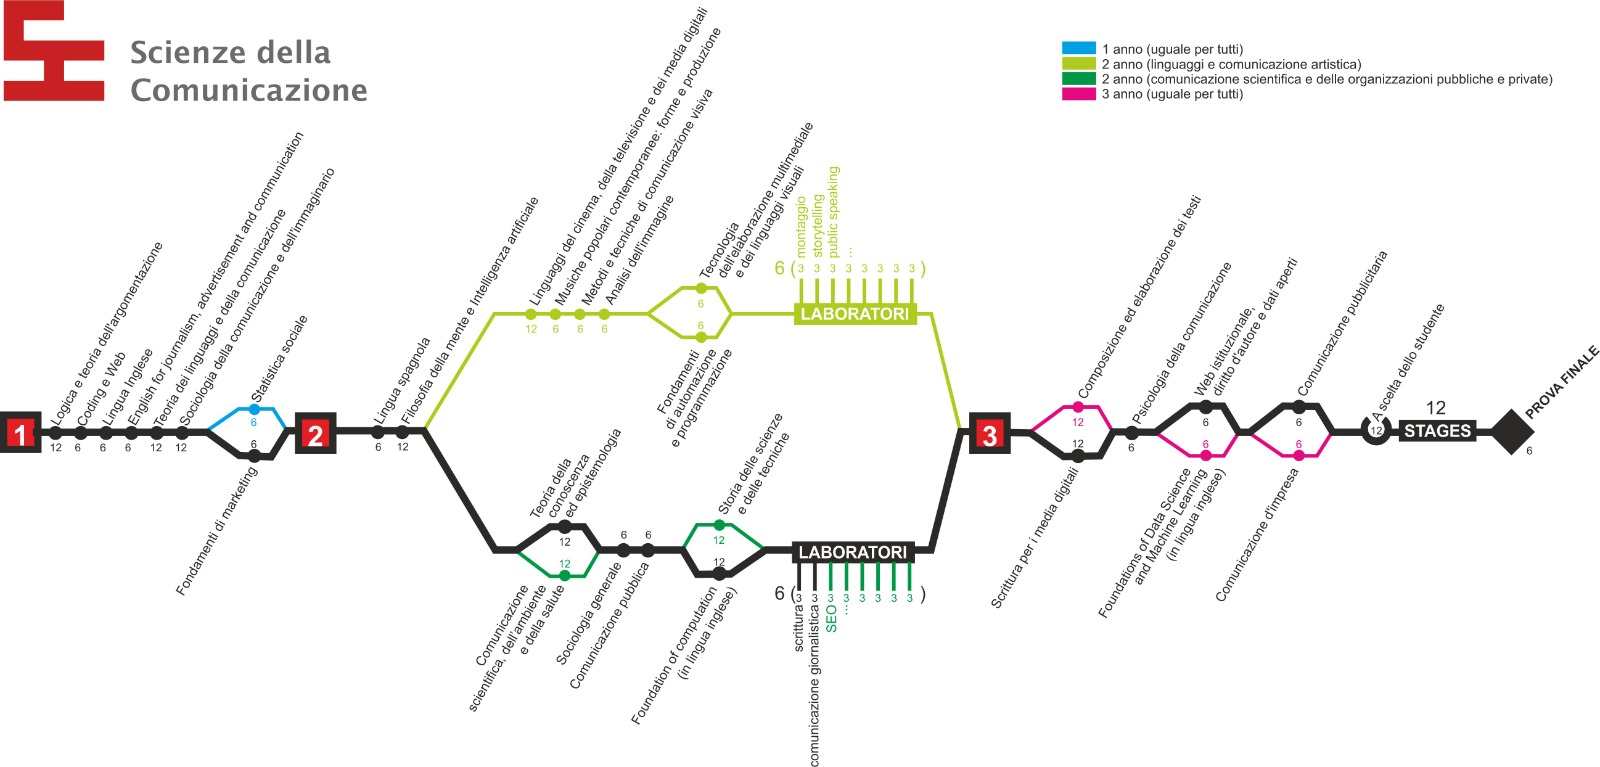 Scienze della
Comunicazione
1 anno (uguale per tutti)
2 anno (linguaggi e comunicazione artistica)
2 anno (comunicazione scientifica e delle organizzazioni pubbliche e private)
3 anno (uguale per tutti)
1
Logica e teoria dell'argomentazione
12
Coding e Web
6
Lingua Inglese
6
English for journalism, advertisement and communication
6
Teoria dei linguaggi e della comunicazione
12
Sociologia della comunicazione e dell'immaginario
12
Statistica sociale
6
6
Fondamenti di marketing
2
Lingua spagnola
6
Filosofia della mente e Intelligenza artificiale
12
Linguaggi del cinema, della televisione e dei media digitali
12
Musiche popolari contemporanee: forme e produzione
6
Metodi e tecniche di comunicazione visiva
6
Analisi dell'immagine
6
Tecnologia
dell'elaborazione multimediale
e dei linguaggi visuali
6
6
Fondamenti
di automazione
e programmazione
montaggio
storytelling
public speaking
...
6 ( 3 3 3 3 3 3 3 3 )
LABORATORI
Teoria della
conoscenza
ed epistemologia
12
12
Comunicazione
scientifica, dell'ambiente
e della salute
6
Sociologia generale
6
Comunicazione pubblica
Storia delle scienze
e delle tecniche
12
12
Foundation of computation
(in lingua inglese)
LABORATORI
6 ( 3 3 3 3 3 3 3 3 )
scrittura
comunicazione giornalistica
SEO
...
3
Composizione ed elaborazione dei testi
12
12
Scrittura per i media digitali
Psicologia della comunicazione
6
Web istituzionale,
diritto d'autore e dati aperti
6
6
Foundations of Data Science
and Machine Learning
(in lingua inglese)
Comunicazione pubblicitaria
6
6
Comunicazione d'impresa
A scelta dello studente
12
12
STAGES
PROVA FINALE
6